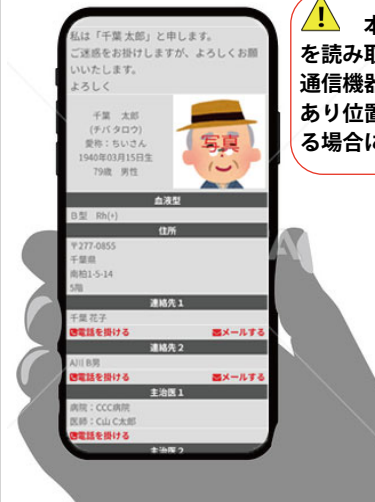 私は「千葉 太郎」と申します。
ご迷惑をお掛けしますが、よろしくお願
いいたします。
よろしく
千葉 太郎
(チバ タロウ)
愛称：ちいさん
1940年03月15日生
79歳 男性
写真
血液型
B型 Rh(+)
住所
〒277-0855
千葉県
南柏1-5-14
5階
連絡先1
千葉 花子
電話を掛ける メールする
連絡先2
A川 B男
電話を掛ける メールする
主治医1
病院：CCC病院
医師：C山 C太郎
電話を掛ける
主治医2
本
を読み取
通信機器
あり位置
る場合に